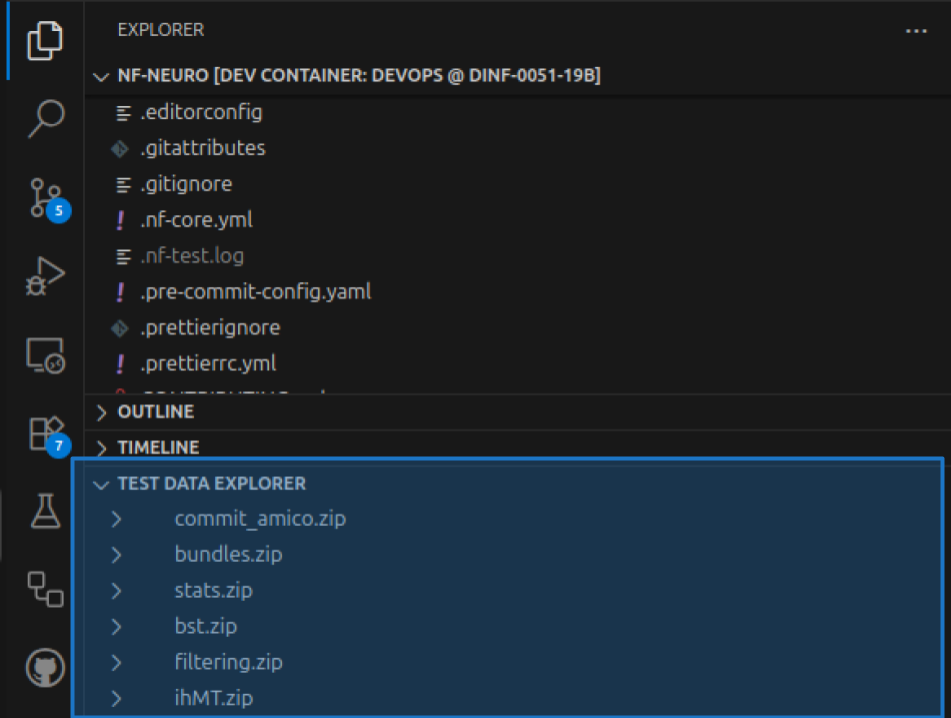 EXPLORER ...
NF-NEURO [DEV CONTAINER: DEVOPS @ DINF-0051-19B]
.editorconfig
.gitattributes
.gitignore
.nf-core.yml
.nf-test.log
.pre-commit-config.yaml
.prettierignore
.prettierrc.yml
OUTLINE
TIMELINE
TEST DATA EXPLORER
commit_amico.zip
bundles.zip
stats.zip
bst.zip
filtering.zip
ihMT.zip
5
7